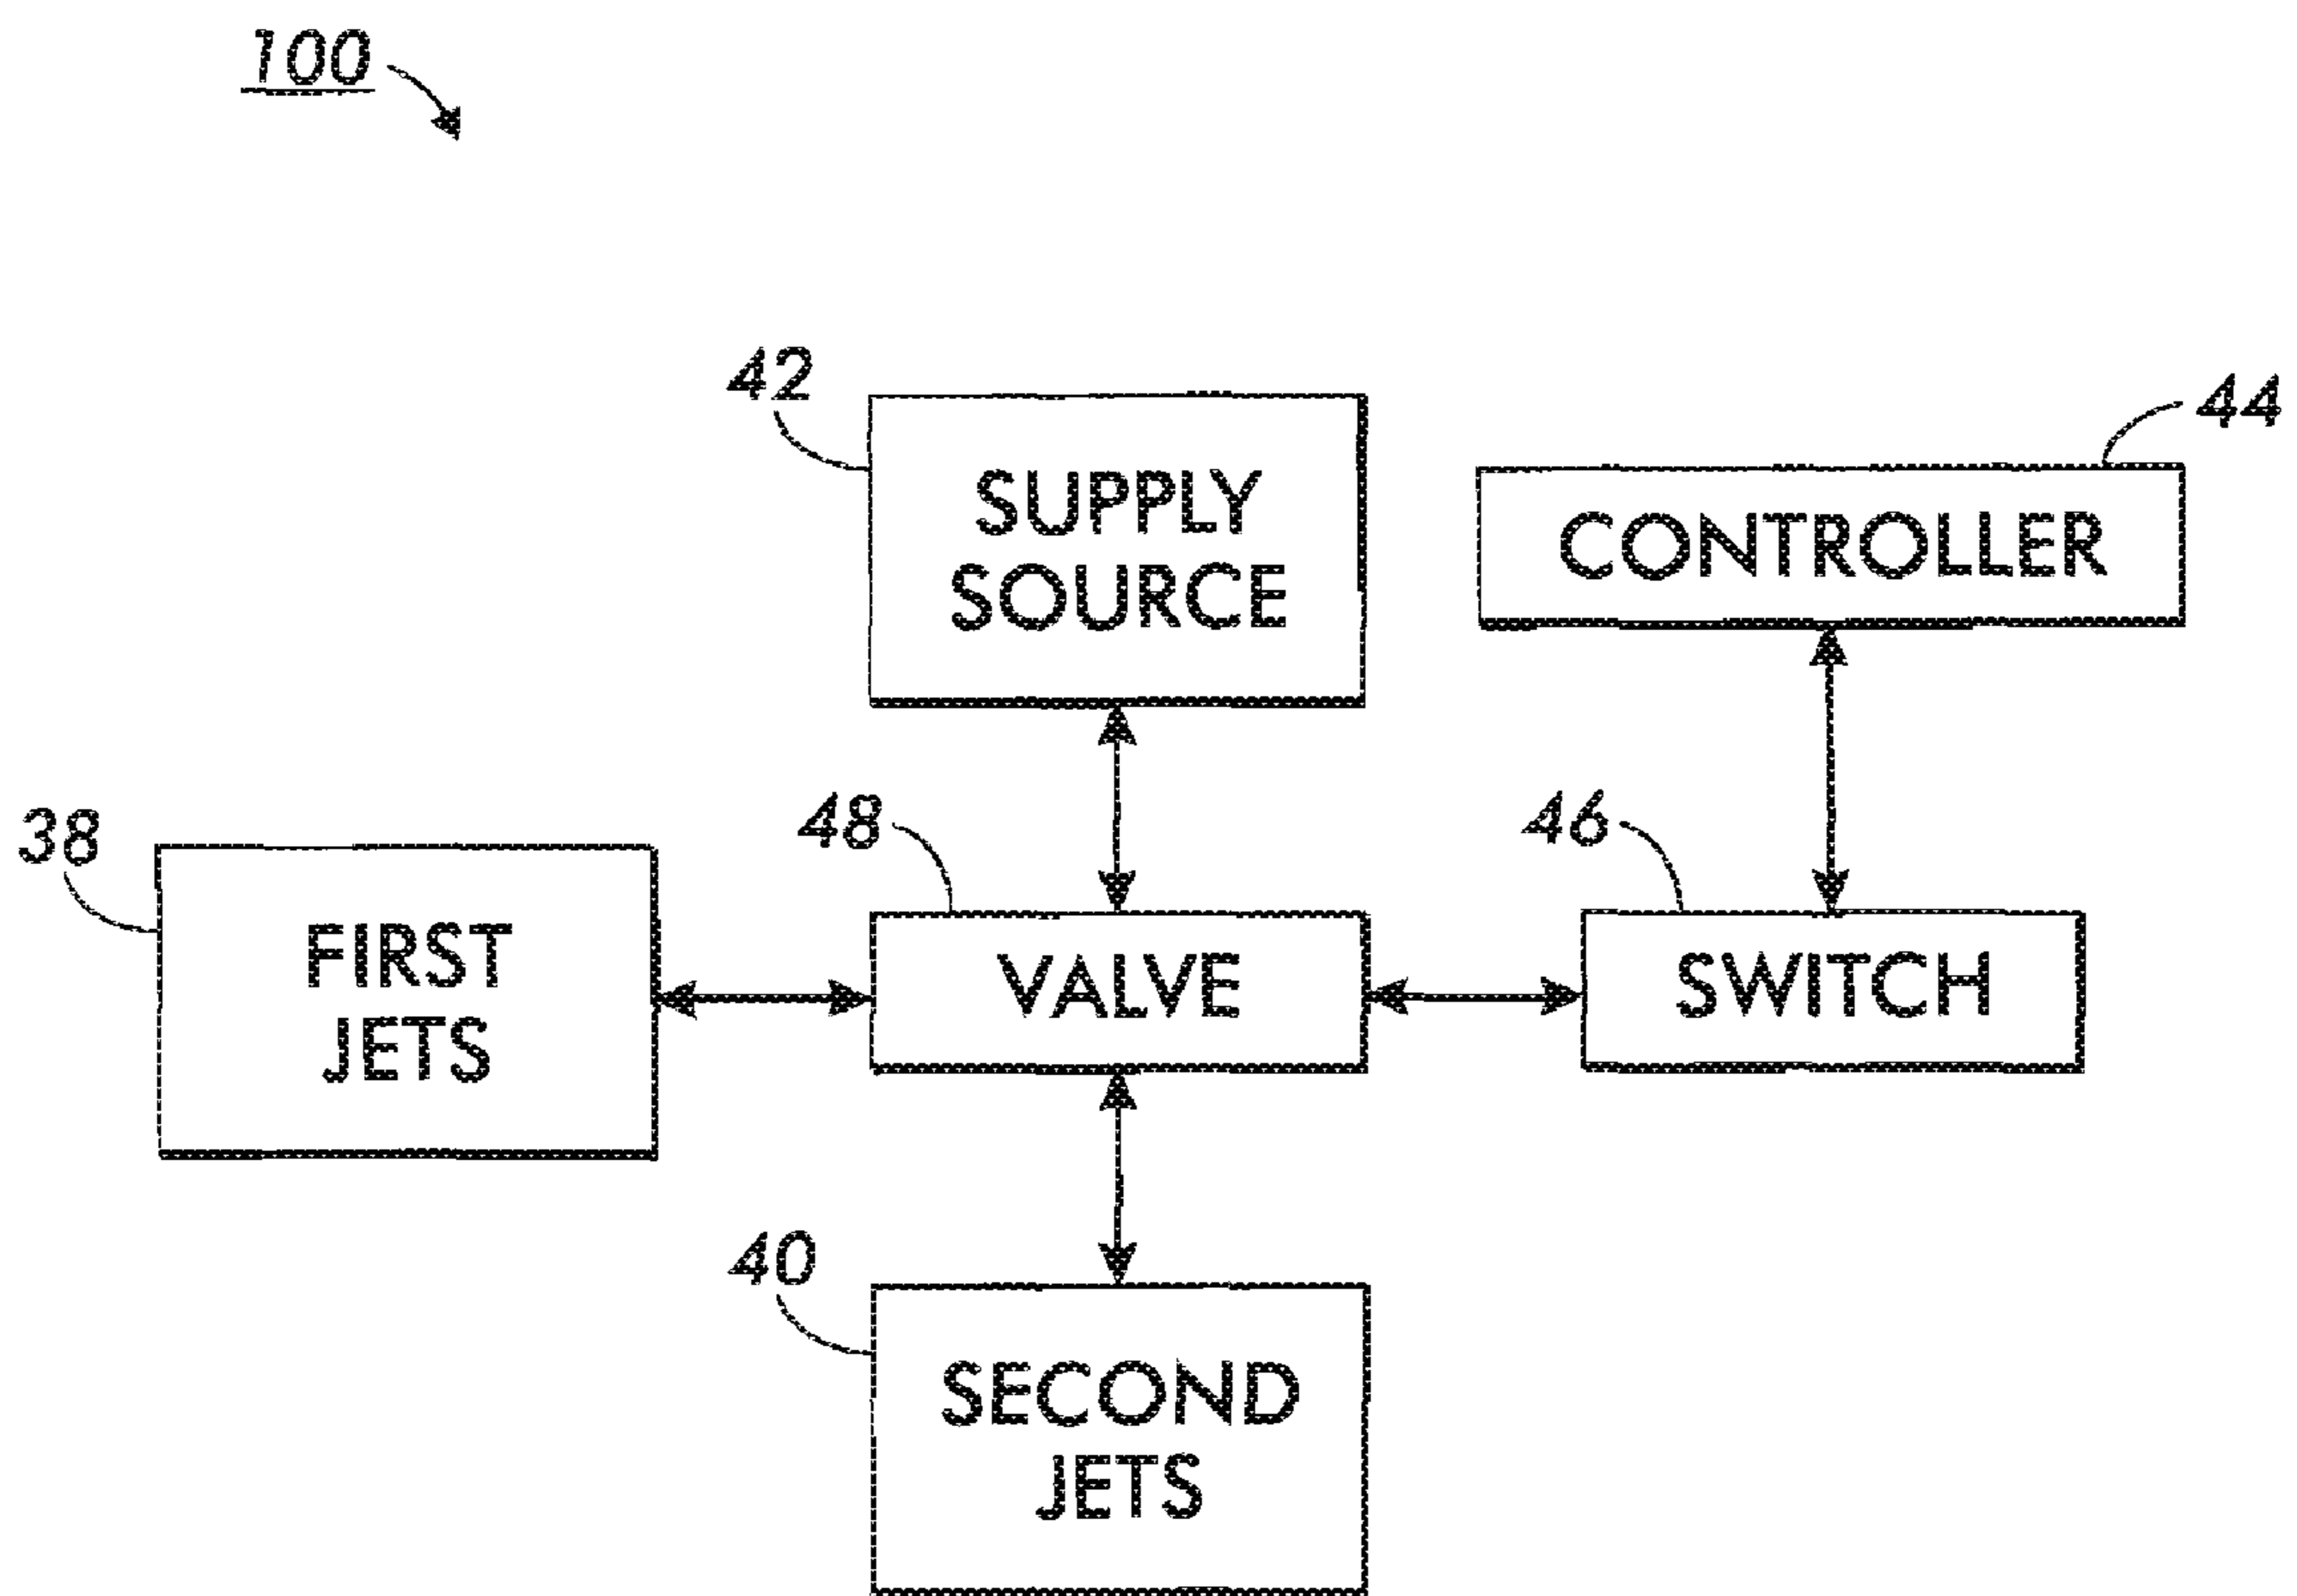 100
42
SUPPLY
SOURCE
44
CONTROLLER
38
FIRST
JETS
48
VALVE
46
SWITCH
40
SECOND
JETS